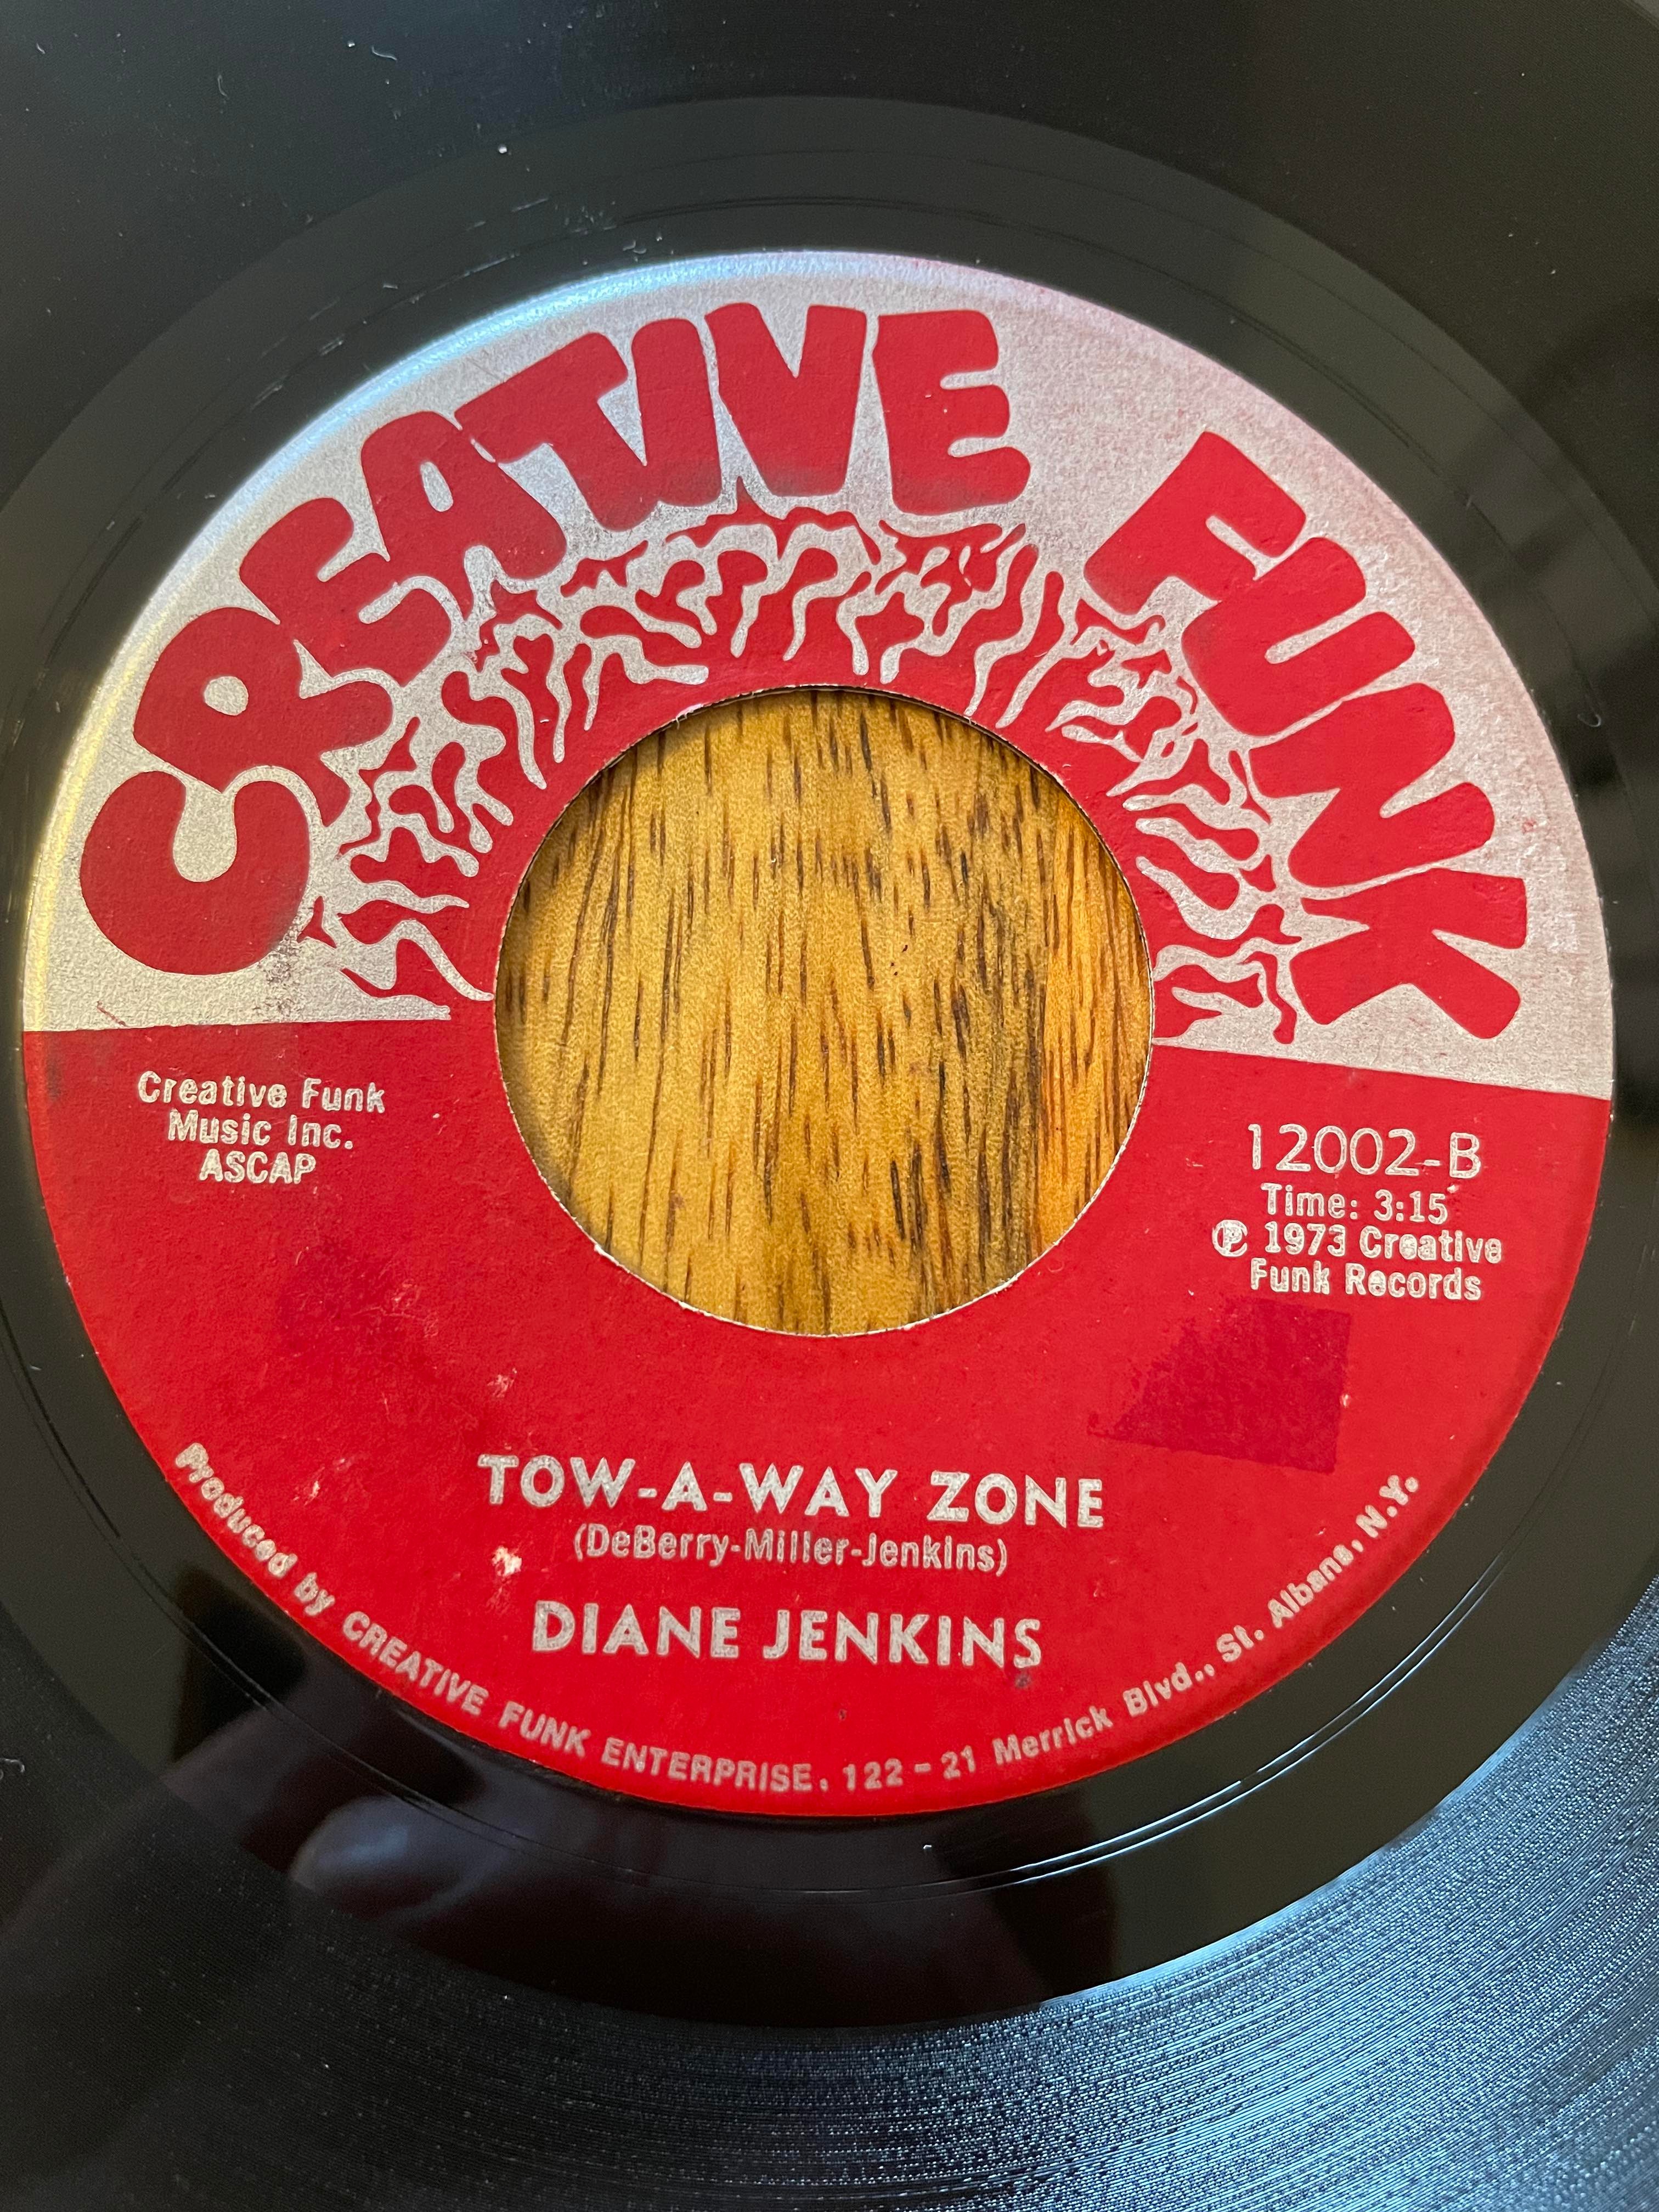 CREATIVE FUNK
Creative Funk
Music Inc.
ASCAP
12002-B
Time: 3:15
Ⓟ 1973 Creative
Funk Records
TOW-A-WAY ZONE
(DeBerry-Miller-Jenkins)
DIANE JENKINS
Produced by CREATIVE FUNK ENTERPRISE, 122-21 Merrick Blvd., St. Albans, N.Y.